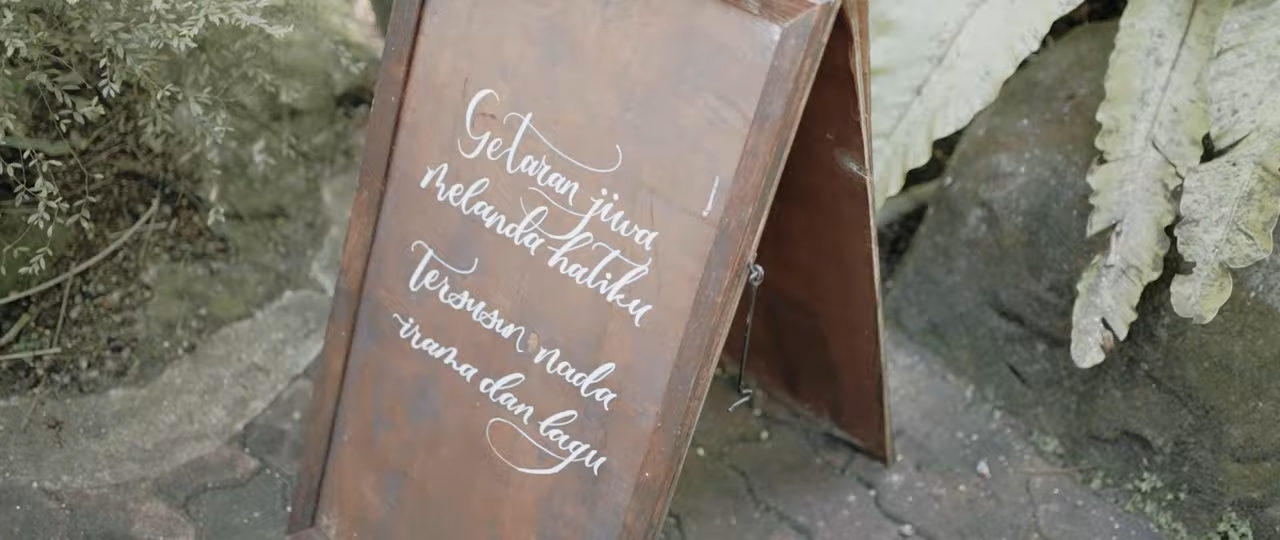 Getaran jiwa
melanda hatiku
Tersusun nada
irama dan lagu